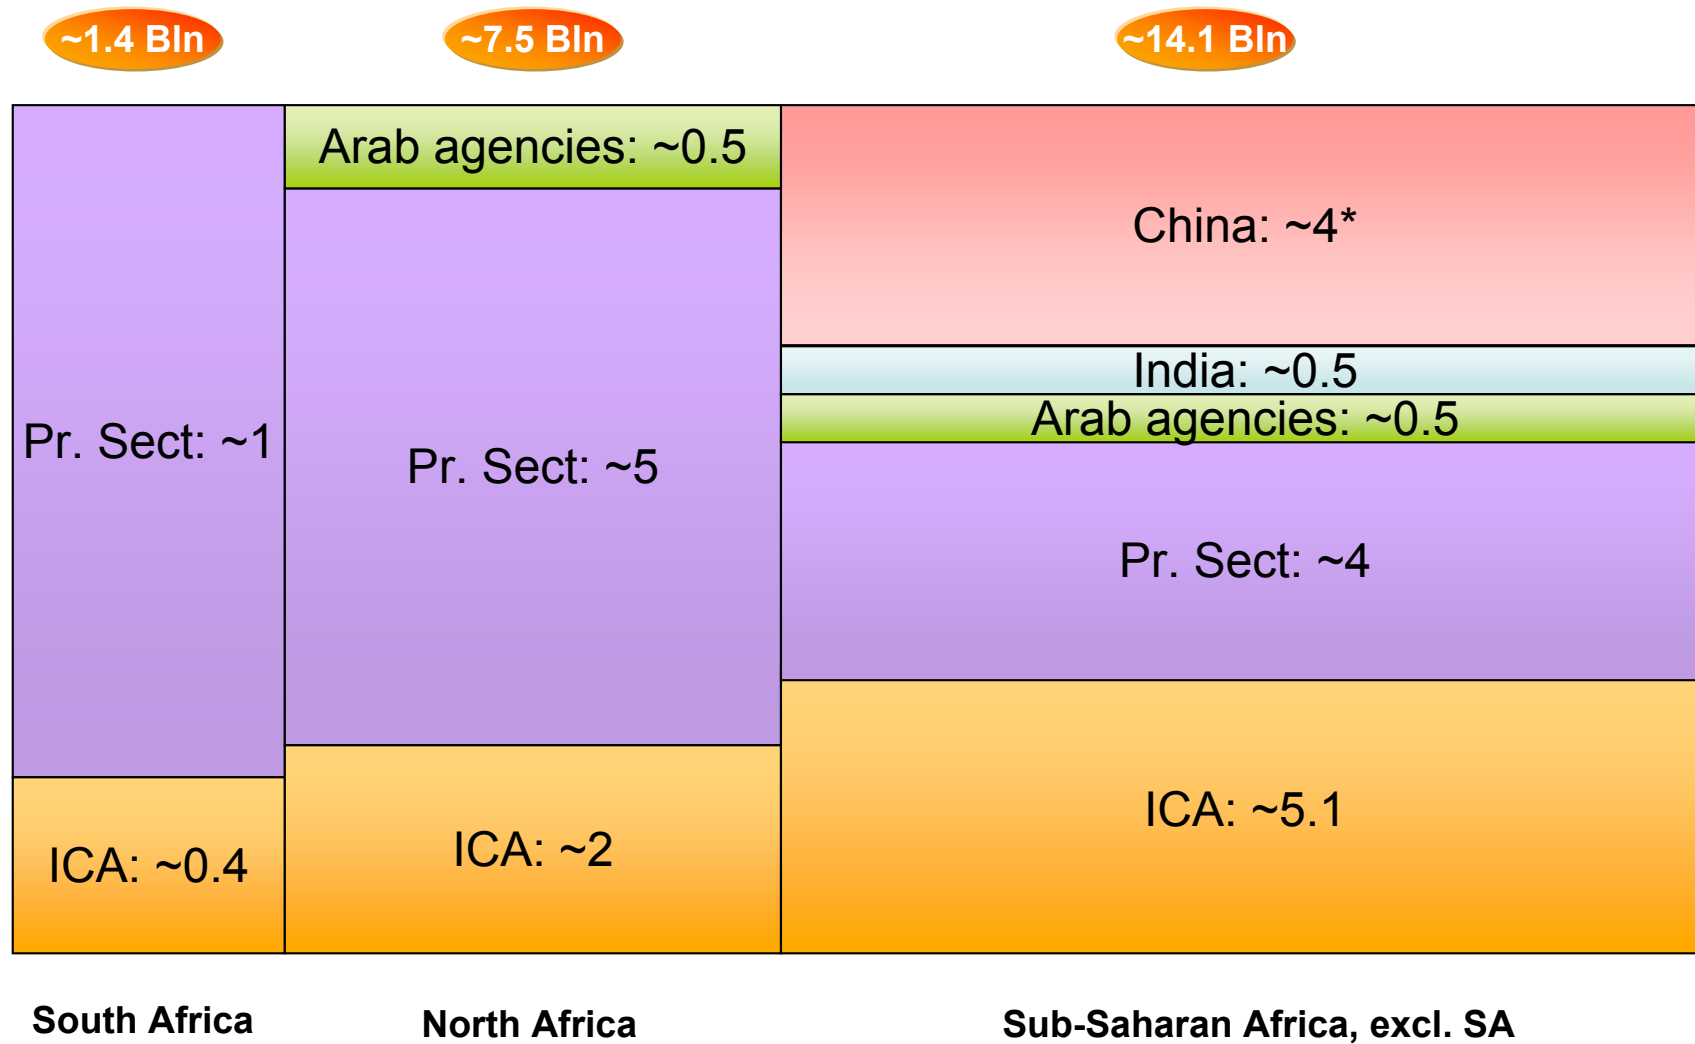 ~1.4 Bln
~7.5 Bln
~14.1 Bln
Pr. Sect: ~1
ICA: ~0.4
Arab agencies: ~0.5
Pr. Sect: ~5
ICA: ~2
China: ~4*
India: ~0.5
Arab agencies: ~0.5
Pr. Sect: ~4
ICA: ~5.1
South Africa
North Africa
Sub-Saharan Africa, excl. SA